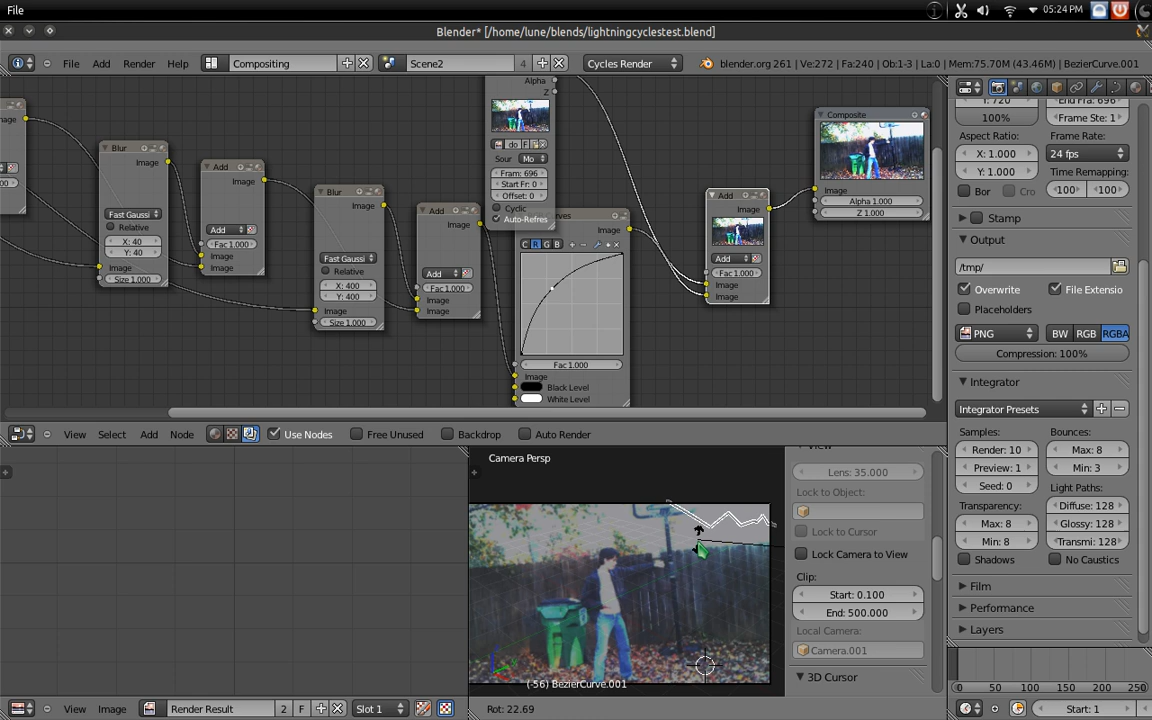 File
05:24 PM
Blender* [/home/lune/blends/lightningcyclestest.blend]
File Add Render Help Compositing Scene2 4 Cycles Render blender.org 261 | Ve:272 | Fa:240 | Ob:1-3 | La:0 | Mem:75.70M (43.46M) | BezierCurve.001
Alpha
Z
do F
Sour Mo
Fram: 696
Start Fr: 0
Offset: 0
Cyclic
Auto-Refres
Blur
Image
Fast Gaussi
Relative
X: 40
Y: 40
Image
Size 1.000
Add
Image
Add
Fac 1.000
Image
Image
Blur
Image
Fast Gaussi
Relative
X: 400
Y: 400
Image
Size 1.000
Add
Image
Add
Fac 1.000
Image
Image
Image
C R G B
Fac 1.000
Image
Black Level
White Level
Add
Image
Add
Fac 1.000
Image
Image
Composite
Image
Alpha 1.000
Z 1.000
View Select Add Node Use Nodes Free Unused Backdrop Auto Render
Camera Persp
(-56) BezierCurve.001
View Image Render Result 2 F Slot 1
Rot: 22.69
View
Lens: 35.000
Lock to Object:
Lock to Cursor
Lock Camera to View
Clip:
Start: 0.100
End: 500.000
Local Camera:
Camera.001
3D Cursor
Y: 720 End Fra: 696
100% Frame Ste: 1
Aspect Ratio: Frame Rate:
X: 1.000 24 fps
Y: 1.000 Time Remapping:
Bor Cro 100 100
Stamp
Output
/tmp/
Overwrite File Extensio
Placeholders
PNG BW RGB RGBA
Compression: 100%
Integrator
Integrator Presets
Samples: Bounces:
Render: 10 Max: 8
Preview: 1 Min: 3
Seed: 0 Light Paths:
Transparency: Diffuse: 128
Max: 8 Glossy: 128
Min: 8 Transmi: 128
Shadows No Caustics
Film
Performance
Layers
0 50 100 150 200 250
Start: 1